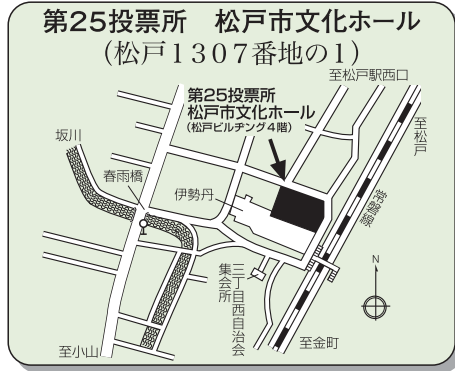 第25投票所　松戸市文化ホール
（松戸１３０７番地の１）
至松戸駅西口
第25投票所
松戸市文化ホール
（松戸ビルヂング４階）
至松戸
坂川
春雨橋
伊勢丹
常磐線
三丁目西自治会
集会所
N
至小山
至金町